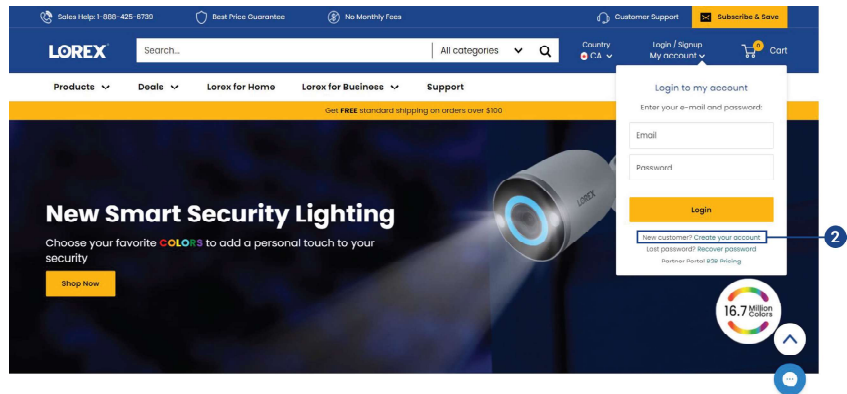 Sales Help: 1-888-425-6730
Best Price Guarantee
No Monthly Fees
Customer Support
Subscribe & Save
LOREX
Search...
All categories
Country
CA
Login / Signup
My account
0
Cart
Products
Deals
Lorex for Home
Lorex for Business
Support
Get FREE standard shipping on orders over $100
Login to my account
Enter your e-mail and password:
Email
Password
Login
New customer? Create your account
2
Lost password? Recover password
Partner Portal B2B Pricing
New Smart Security Lighting
Choose your favorite COLORS to add a personal touch to your
security
Shop Now
LOREX
16.7 Million
Colors